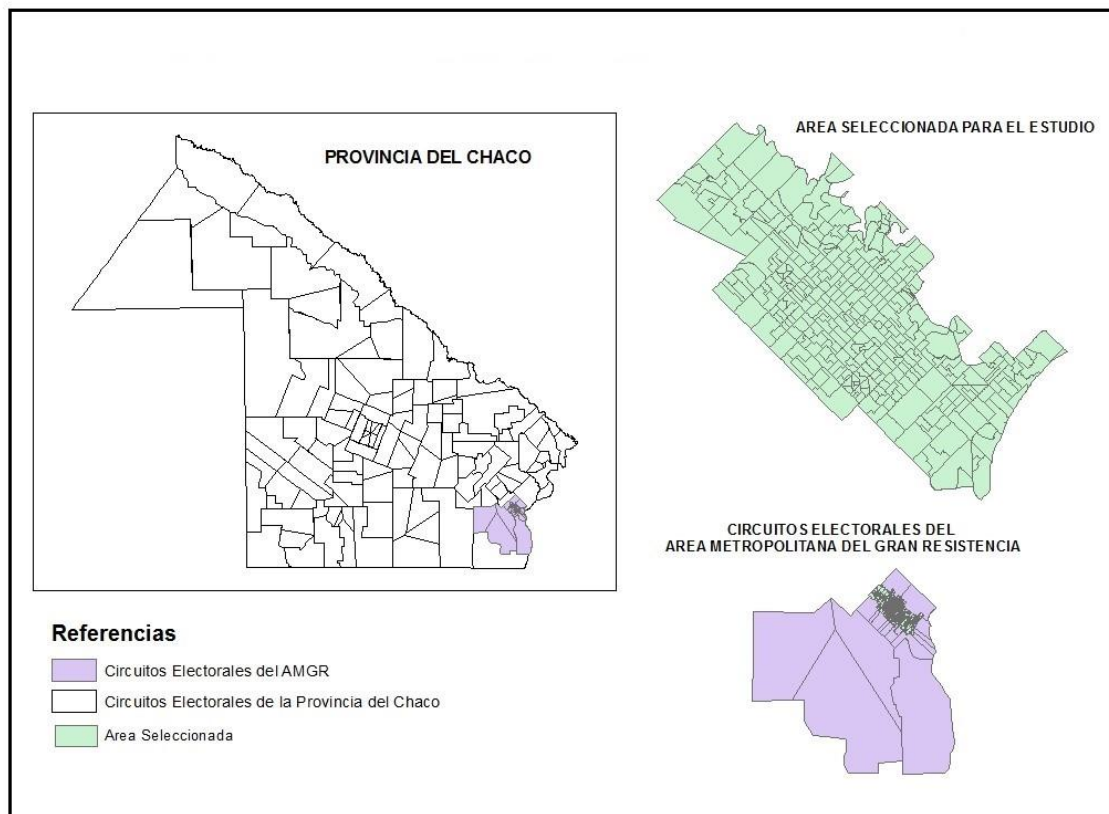 PROVINCIA DEL CHACO
AREA SELECCIONADA PARA EL ESTUDIO
CIRCUITOS ELECTORALES DEL
AREA METROPOLITANA DEL GRAN RESISTENCIA
Referencias
Circuitos Electorales del AMGR
Circuitos Electorales de la Provincia del Chaco
Area Seleccionada